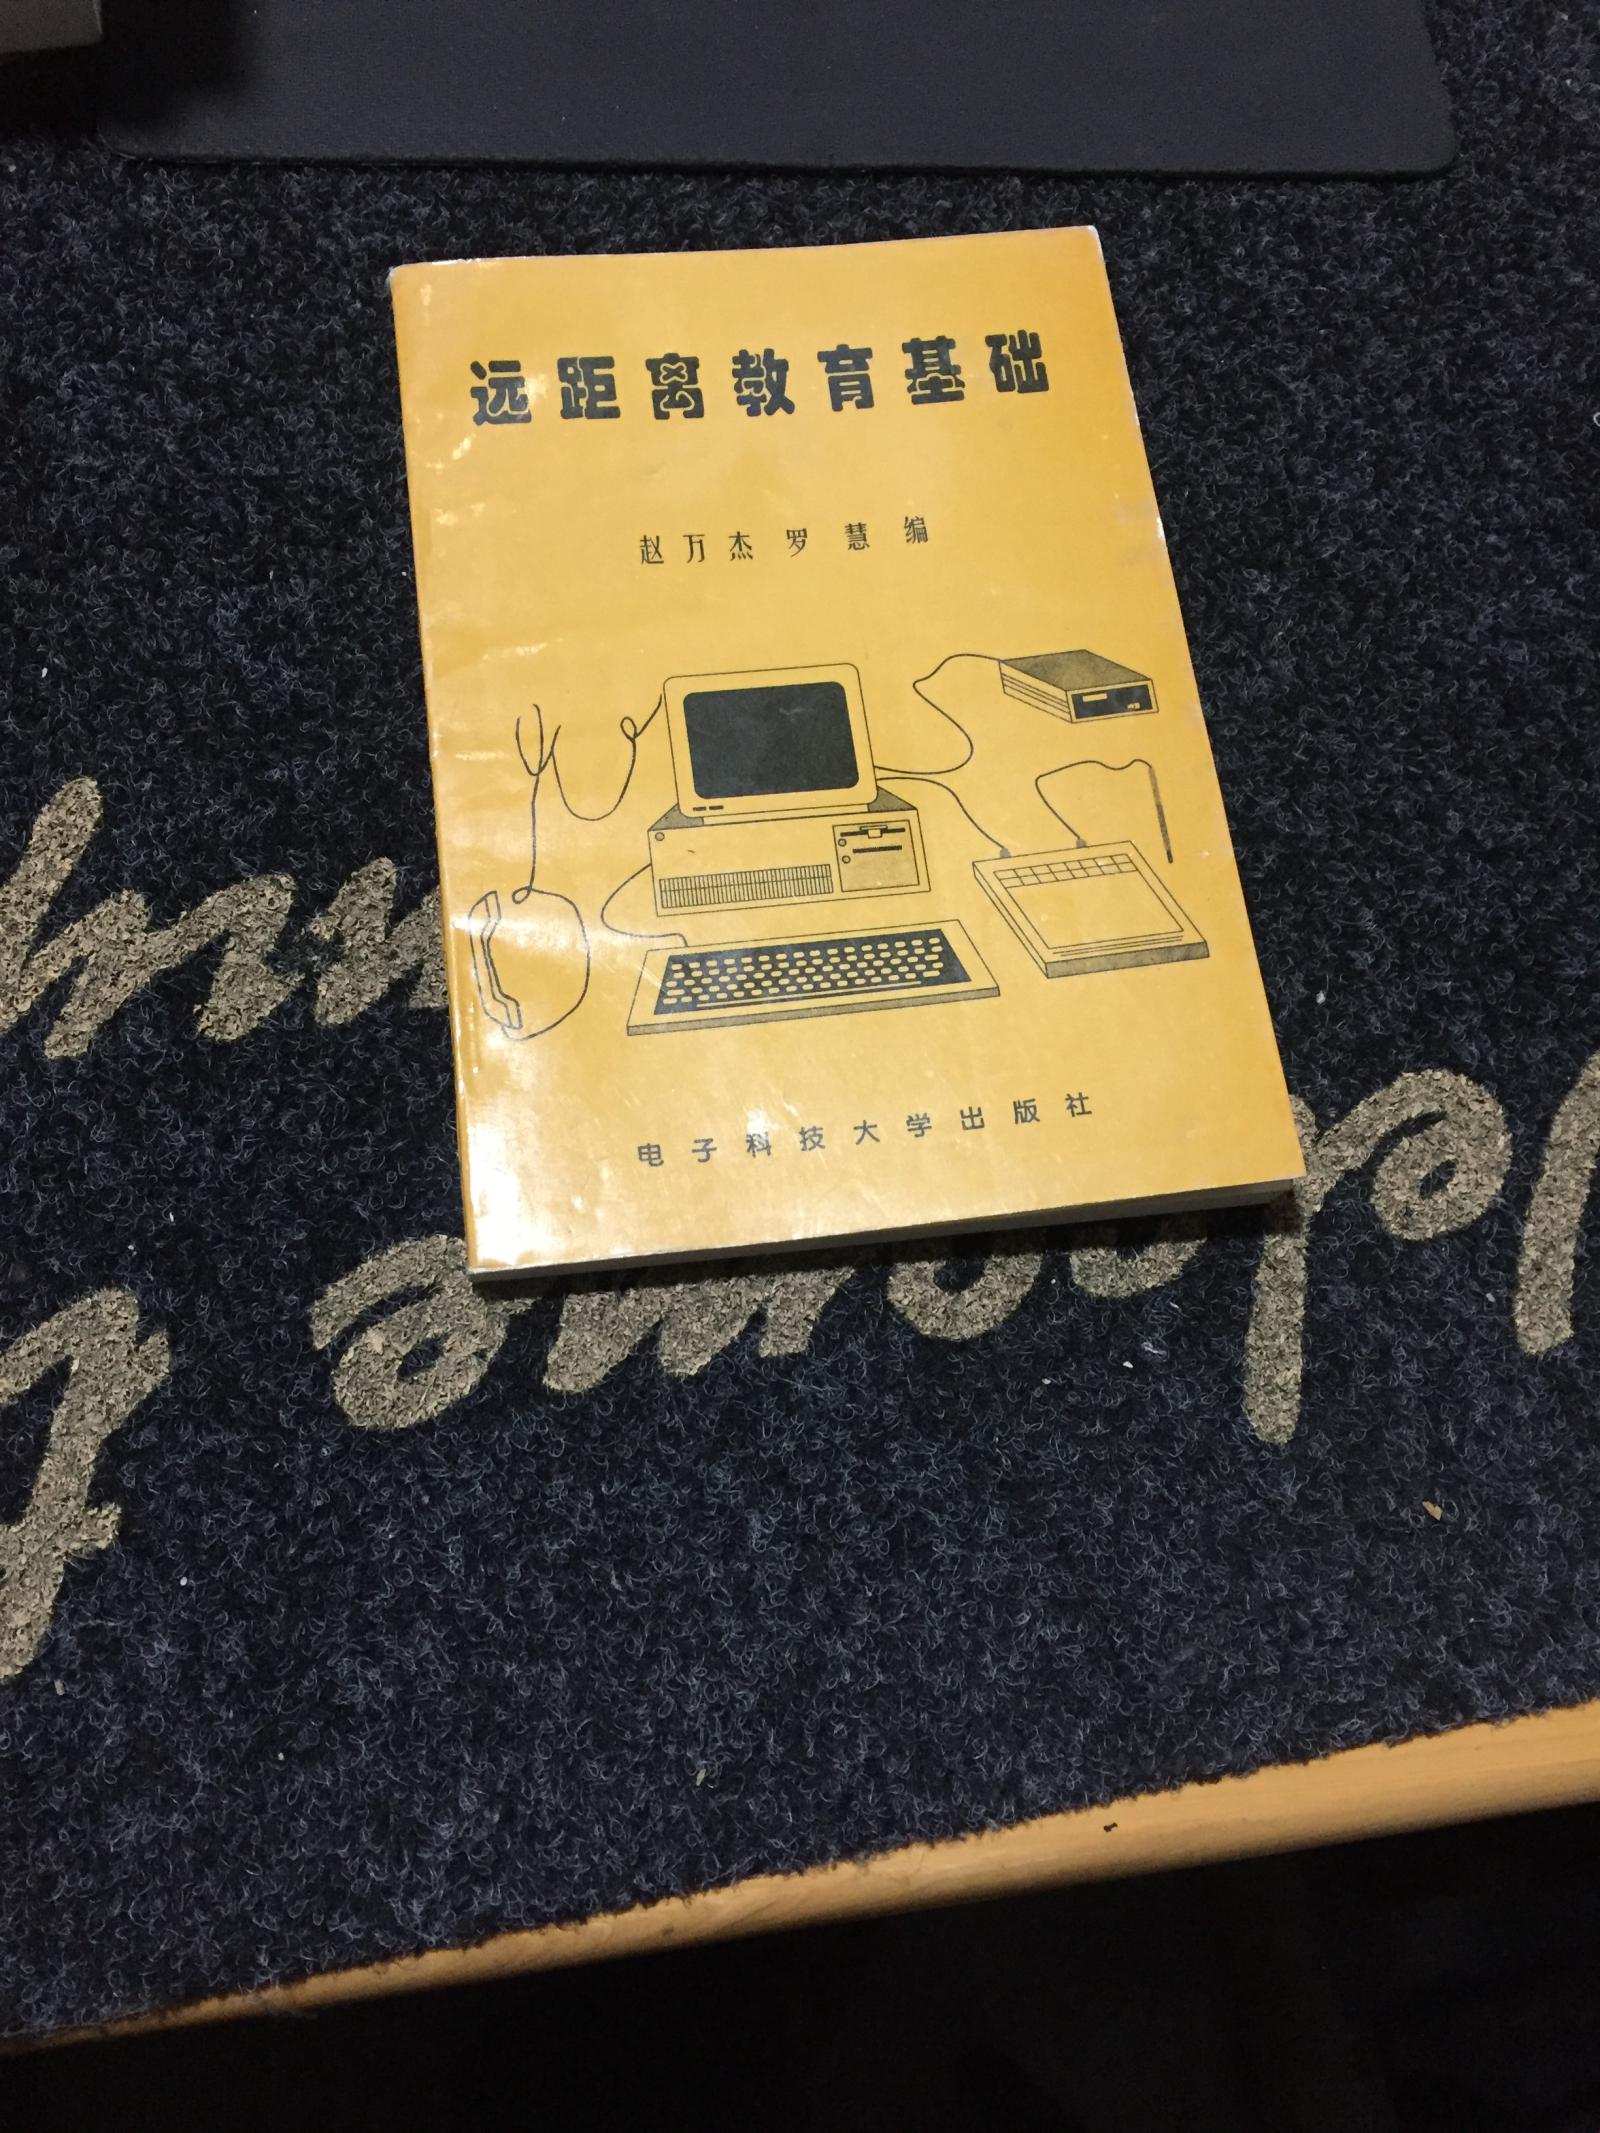 远距离教育基础
赵万杰 罗慧 编
电子科技大学出版社